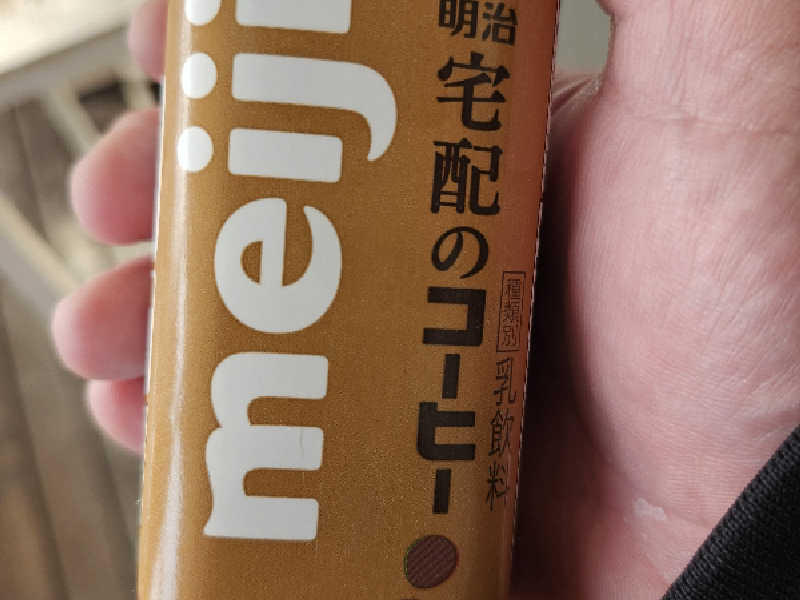 meiji
明治
宅配のコーヒー
種類別 乳飲料